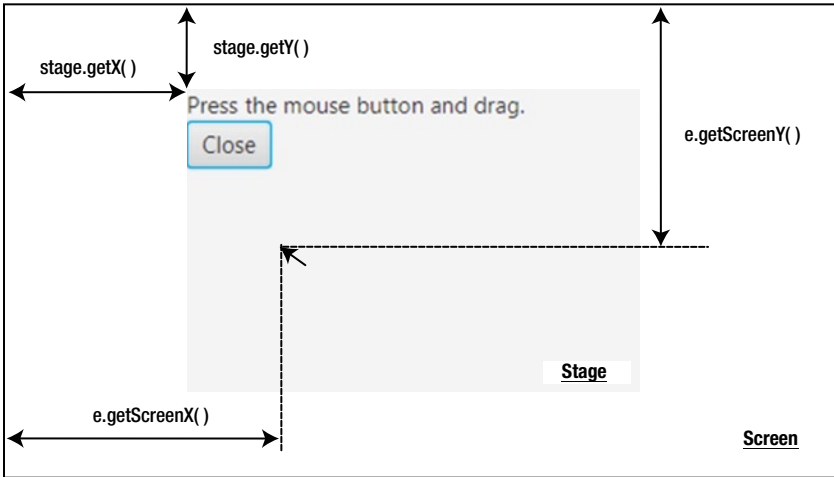 stage.getY( )
stage.getX( )
Press the mouse button and drag.
Close
e.getScreenY( )
Stage
e.getScreenX( )
Screen